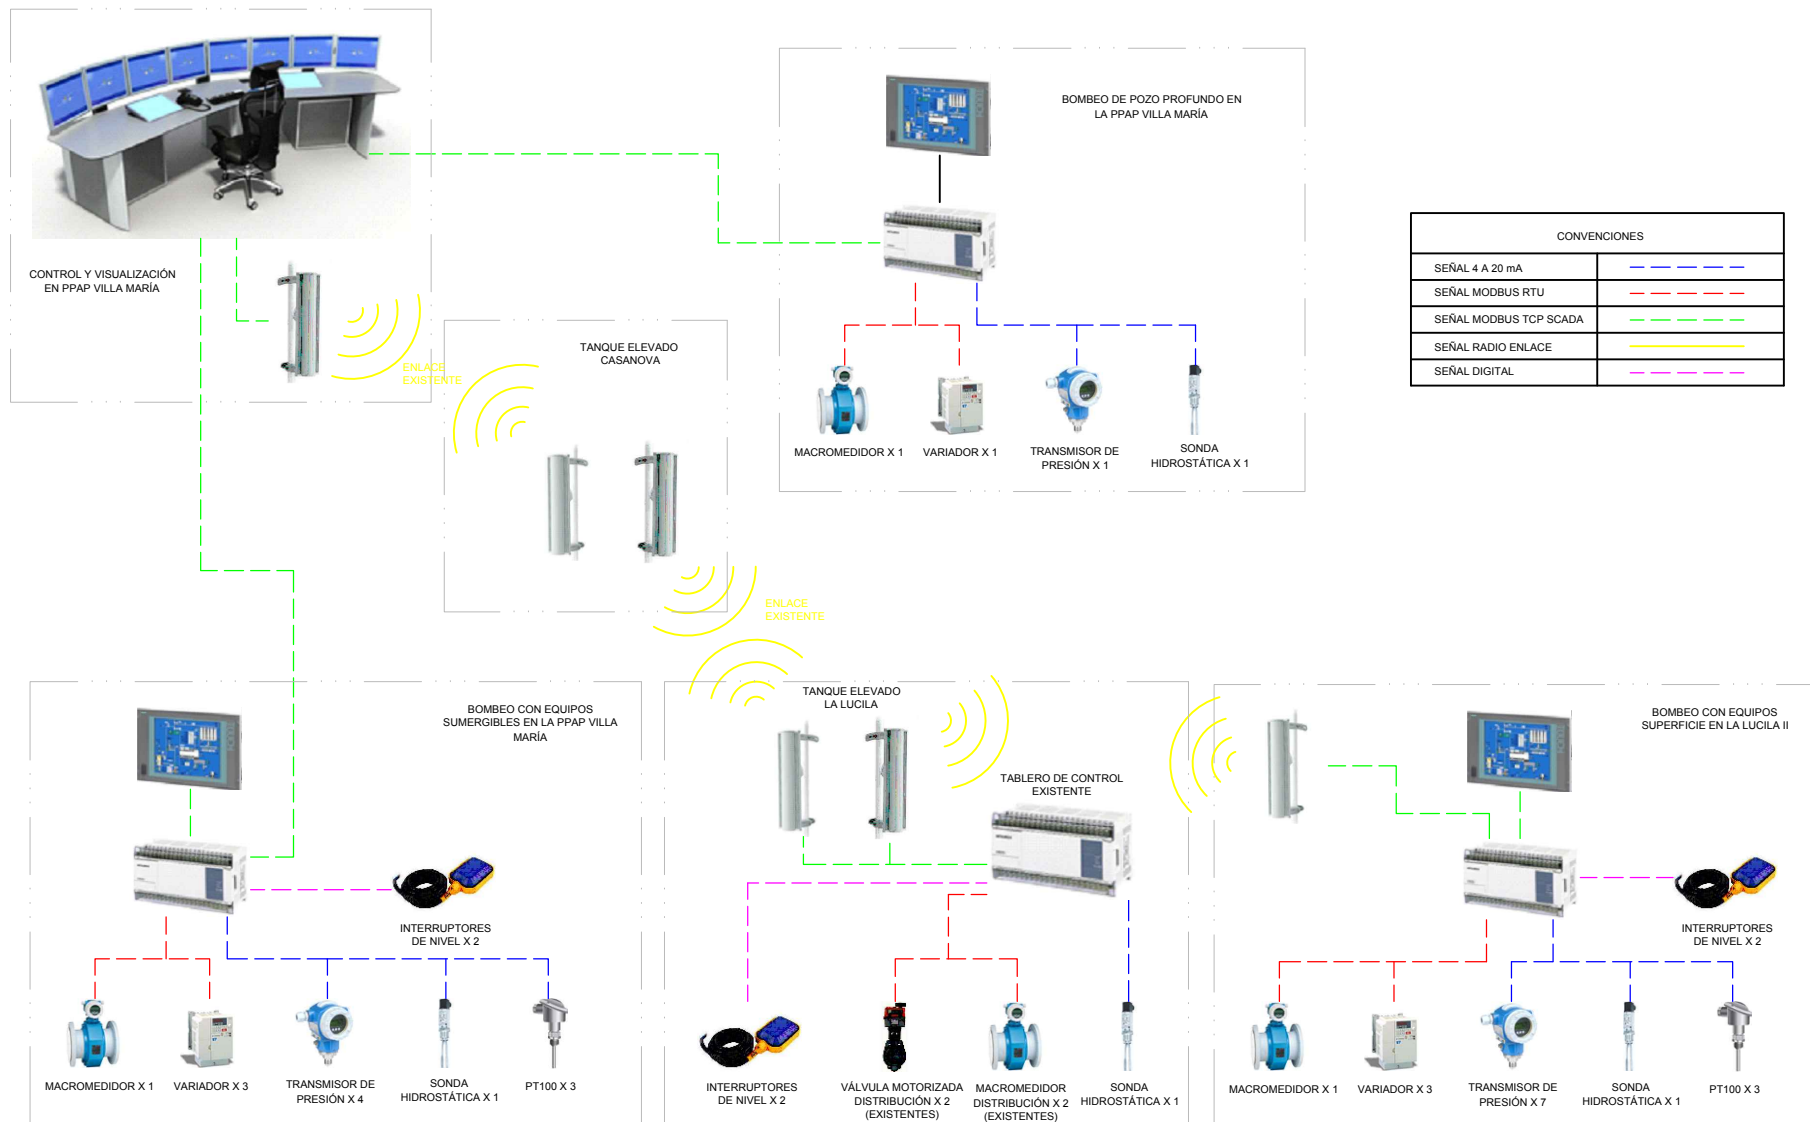 CONTROL Y VISUALIZACIÓN
EN PPAP VILLA MARÍA
ENLACE
EXISTENTE
TANQUE ELEVADO
CASANOVA
ENLACE
EXISTENTE
BOMBEO DE POZO PROFUNDO EN
LA PPAP VILLA MARÍA
MACROMEDIDOR X 1
VARIADOR X 1
TRANSMISOR DE
PRESIÓN X 1
SONDA
HIDROSTÁTICA X 1
CONVENCIONES
SEÑAL 4 A 20 mA
SEÑAL MODBUS RTU
SEÑAL MODBUS TCP SCADA
SEÑAL RADIO ENLACE
SEÑAL DIGITAL
BOMBEO CON EQUIPOS
SUMERGIBLES EN LA PPAP VILLA
MARÍA
INTERRUPTORES
DE NIVEL X 2
MACROMEDIDOR X 1
VARIADOR X 3
TRANSMISOR DE
PRESIÓN X 4
SONDA
HIDROSTÁTICA X 1
PT100 X 3
TANQUE ELEVADO
LA LUCILA
TABLERO DE CONTROL
EXISTENTE
INTERRUPTORES
DE NIVEL X 2
VÁLVULA MOTORIZADA
DISTRIBUCIÓN X 2
(EXISTENTES)
MACROMEDIDOR
DISTRIBUCIÓN X 2
(EXISTENTES)
SONDA
HIDROSTÁTICA X 1
BOMBEO CON EQUIPOS
SUPERFICIE EN LA LUCILA II
INTERRUPTORES
DE NIVEL X 2
MACROMEDIDOR X 1
VARIADOR X 3
TRANSMISOR DE
PRESIÓN X 7
SONDA
HIDROSTÁTICA X 1
PT100 X 3